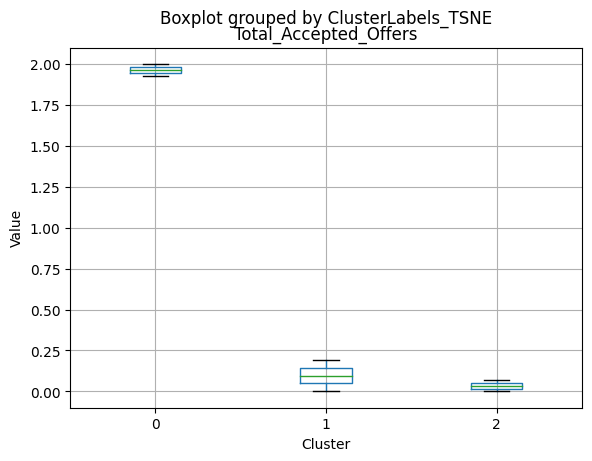 Boxplot grouped by ClusterLabels_TSNE
Total_Accepted_Offers
2.00
1.75
1.50
1.25
1.00
0.75
0.50
0.25
0.00
Value
0 1 2
Cluster